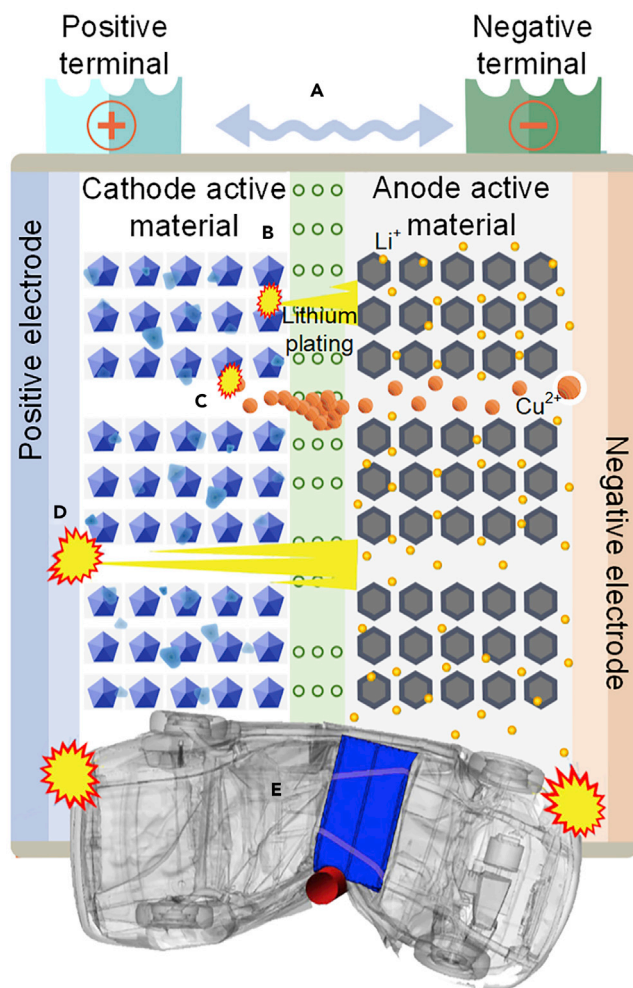 Positive
terminal
Negative
terminal
A
+
−
Cathode active
material
Anode active
material
B
Li⁺
Lithium
plating
C
Cu²⁺
D
Positive electrode
Negative electrode
E